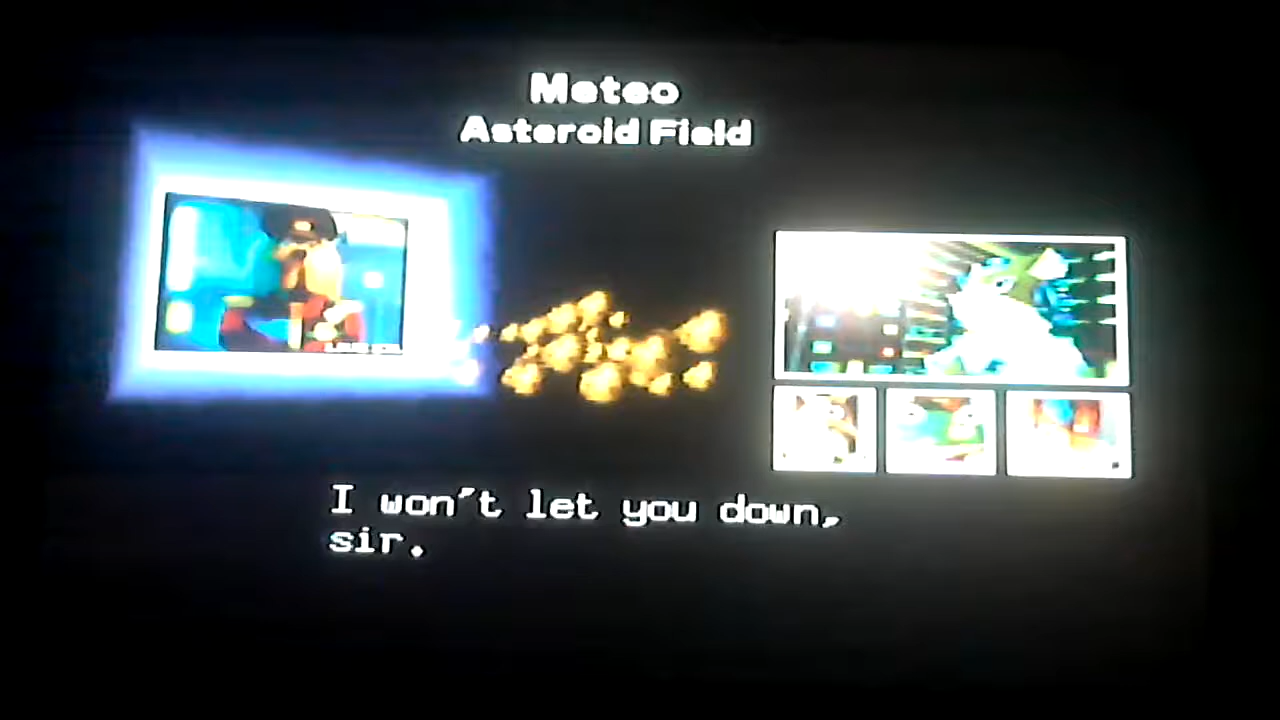 Meteo
Asteroid Field
I won't let you down,
sir.